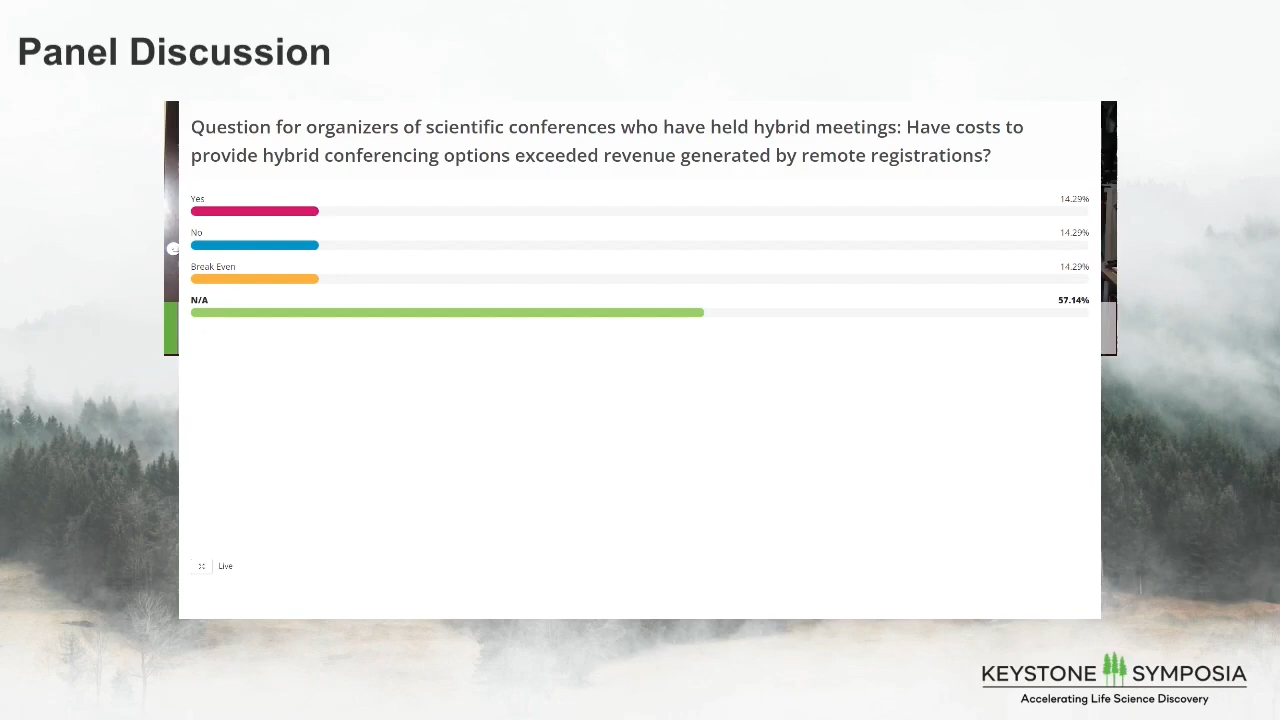 Panel Discussion
Question for organizers of scientific conferences who have held hybrid meetings: Have costs to
provide hybrid conferencing options exceeded revenue generated by remote registrations?
Yes 14.29%
No 14.29%
Break Even 14.29%
N/A 57.14%
Live
KEYSTONE SYMPOSIA
Accelerating Life Science Discovery